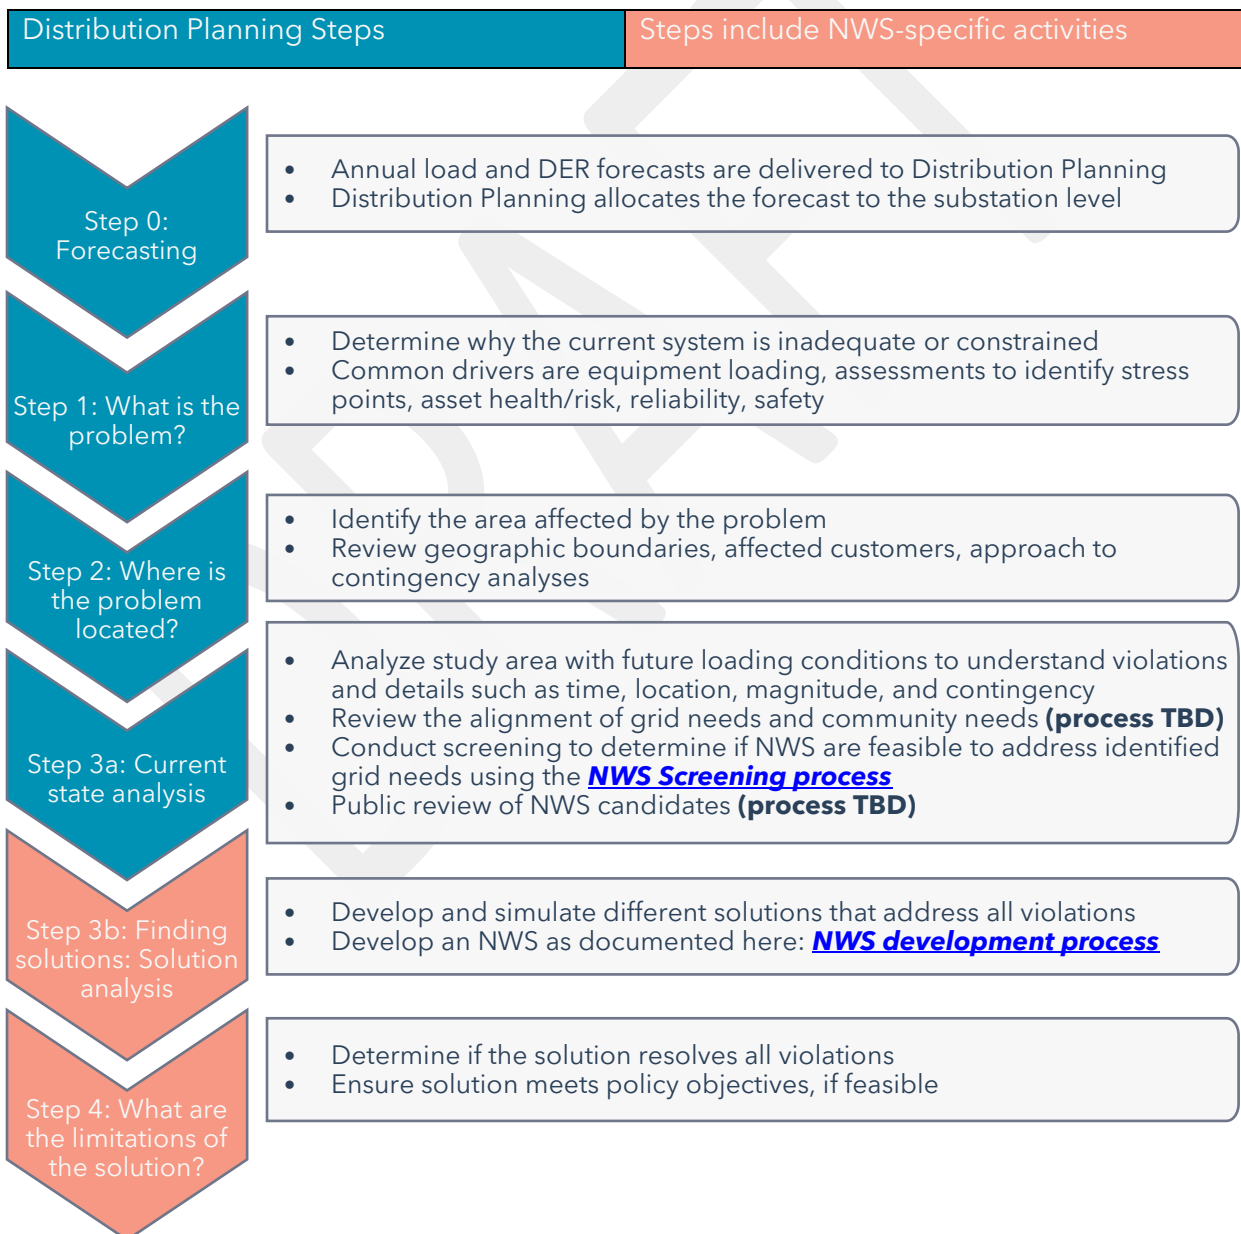 Distribution Planning Steps
Steps include NWS-specific activities
Step 0:
Forecasting
• Annual load and DER forecasts are delivered to Distribution Planning
• Distribution Planning allocates the forecast to the substation level
Step 1: What is the
problem?
• Determine why the current system is inadequate or constrained
• Common drivers are equipment loading, assessments to identify stress
points, asset health/risk, reliability, safety
Step 2: Where is
the problem
located?
• Identify the area affected by the problem
• Review geographic boundaries, affected customers, approach to
contingency analyses
Step 3a: Current
state analysis
• Analyze study area with future loading conditions to understand violations
and details such as time, location, magnitude, and contingency
• Review the alignment of grid needs and community needs (process TBD)
• Conduct screening to determine if NWS are feasible to address identified
grid needs using the NWS Screening process
• Public review of NWS candidates (process TBD)
Step 3b: Finding
solutions: Solution
analysis
• Develop and simulate different solutions that address all violations
• Develop an NWS as documented here: NWS development process
Step 4: What are
the limitations of
the solution?
• Determine if the solution resolves all violations
• Ensure solution meets policy objectives, if feasible
DRAFT